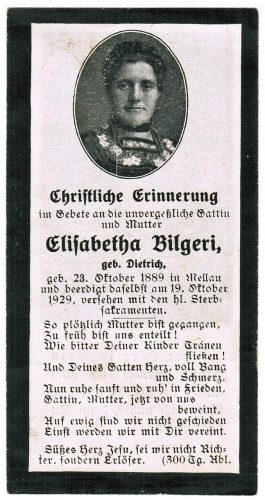 Christliche Erinnerung
im Gebete an die unvergeßliche Gattin
und Mutter
Elisabetha Bilgeri,
geb. Dietrich,
geb. 23. Oktober 1889 in Mellau
und beerdigt daselbst am 19. Oktober
1929, versehen mit den hl. Sterb-
sakramenten.
So plötzlich Mutter bist gegangen,
Zu früh bist uns enteilt!
Wie bitter Deiner Kinder Tränen
fließen!
Und Deines Gatten Herz, voll Bang
und Schmerz.
Nun ruhe sanft und ruh' in Frieden,
Gattin, Mutter, jetzt von uns
beweint,
Auf ewig sind wir nicht geschieden
Einst werden wir mit Dir vereint.
Süßes Herz Jesu, sei mir nicht Rich-
ter, sondern Erlöser. (300 Tg. Abl.